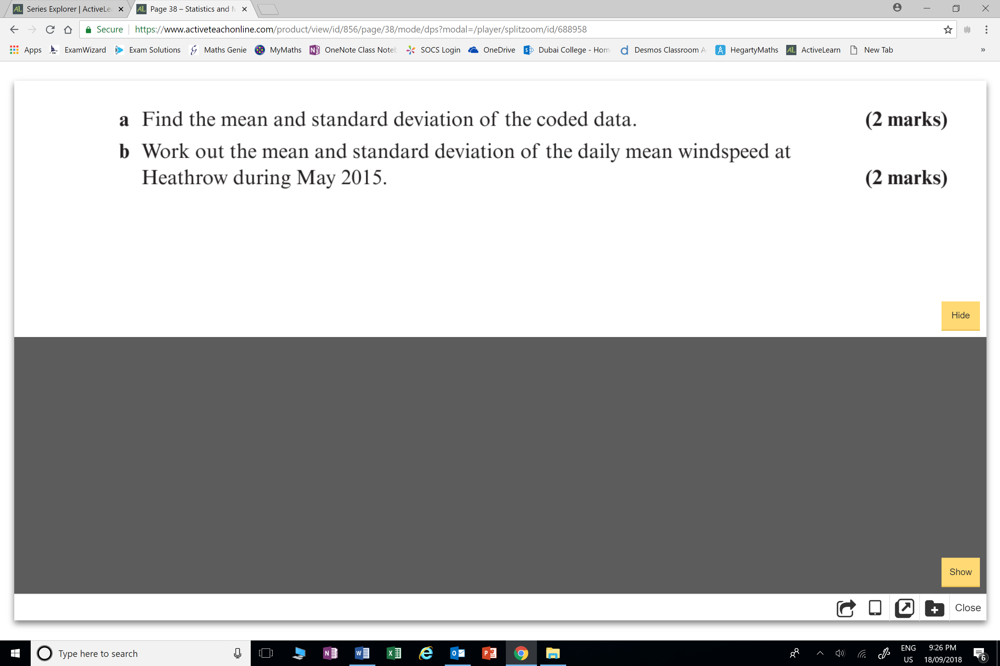 Series Explorer | ActiveLe
Page 38 – Statistics and M
Secure https://www.activeteachonline.com/product/view/id/856/page/38/mode/dps?modal=/player/splitzoom/id/688958
Apps ExamWizard Exam Solutions Maths Genie MyMaths OneNote Class Noteb SOCS Login OneDrive Dubai College - Hom Desmos Classroom A HegartyMaths ActiveLearn New Tab »
a Find the mean and standard deviation of the coded data. (2 marks)
b Work out the mean and standard deviation of the daily mean windspeed at
Heathrow during May 2015. (2 marks)
Hide
Show
Close
Type here to search
ENG 9:26 PM
US 18/09/2018 6